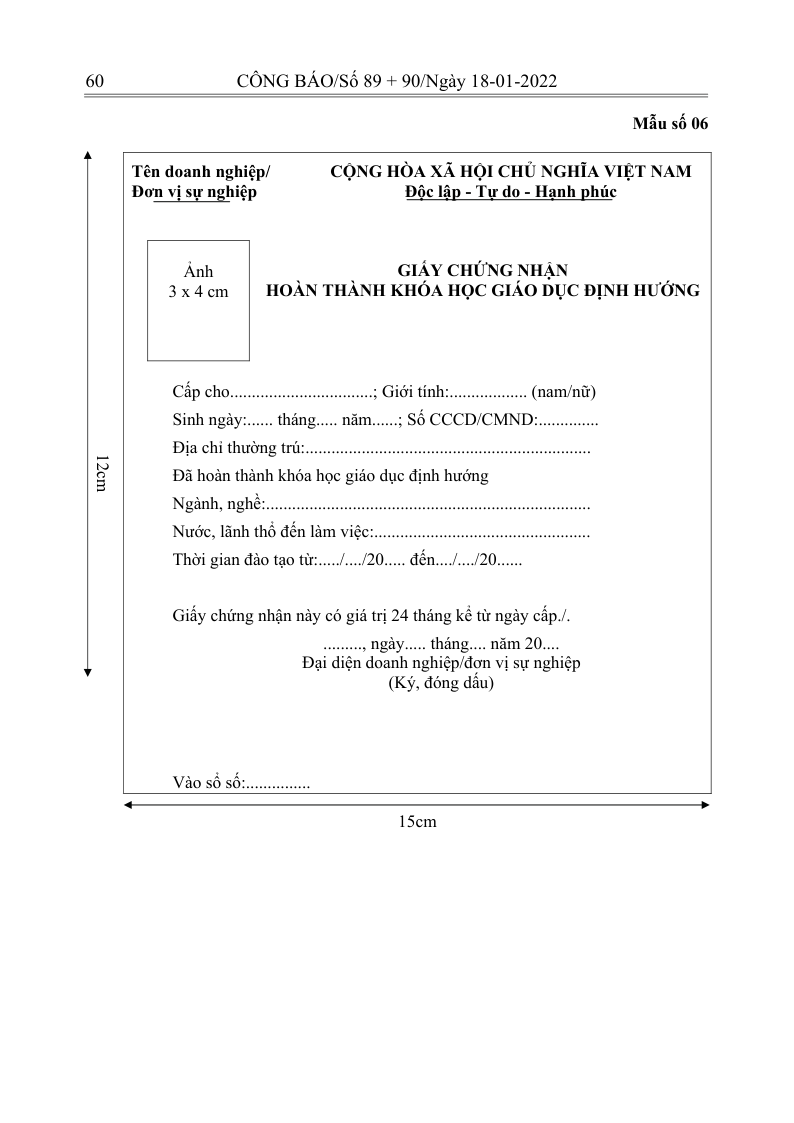 60 CÔNG BÁO/Số 89 + 90/Ngày 18-01-2022
Mẫu số 06
Tên doanh nghiệp/ CỘNG HÒA XÃ HỘI CHỦ NGHĨA VIỆT NAM
Đơn vị sự nghiệp Độc lập - Tự do - Hạnh phúc
Ảnh
3 x 4 cm
GIẤY CHỨNG NHẬN
HOÀN THÀNH KHÓA HỌC GIÁO DỤC ĐỊNH HƯỚNG
Cấp cho.................................; Giới tính:.................. (nam/nữ)
Sinh ngày:...... tháng..... năm......; Số CCCD/CMND:..............
Địa chỉ thường trú:..................................................................
Đã hoàn thành khóa học giáo dục định hướng
Ngành, nghề:...........................................................................
Nước, lãnh thổ đến làm việc:..................................................
Thời gian đào tạo từ:...../..../20..... đến..../..../20......
Giấy chứng nhận này có giá trị 24 tháng kể từ ngày cấp./.
........., ngày..... tháng.... năm 20....
Đại diện doanh nghiệp/đơn vị sự nghiệp
(Ký, đóng dấu)
Vào sổ số:...............
12cm
15cm